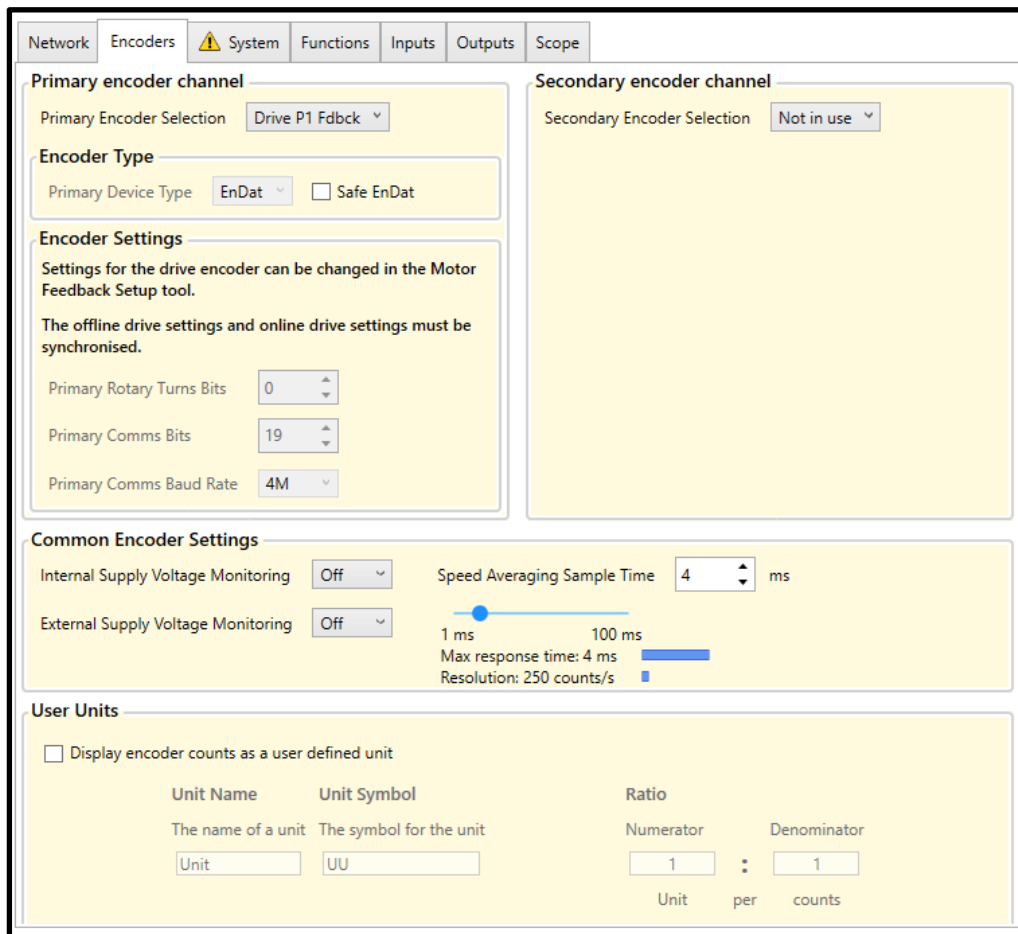 Network Encoders System Functions Inputs Outputs Scope
Primary encoder channel
Primary Encoder Selection Drive P1 Fdbck
Encoder Type
Primary Device Type EnDat Safe EnDat
Encoder Settings
Settings for the drive encoder can be changed in the Motor
Feedback Setup tool.
The offline drive settings and online drive settings must be
synchronised.
Primary Rotary Turns Bits 0
Primary Comms Bits 19
Primary Comms Baud Rate 4M
Secondary encoder channel
Secondary Encoder Selection Not in use
Common Encoder Settings
Internal Supply Voltage Monitoring Off
External Supply Voltage Monitoring Off
Speed Averaging Sample Time 4 ms
1 ms 100 ms
Max response time: 4 ms
Resolution: 250 counts/s
User Units
Display encoder counts as a user defined unit
Unit Name Unit Symbol Ratio
The name of a unit The symbol for the unit Numerator Denominator
Unit UU 1 : 1
Unit per counts